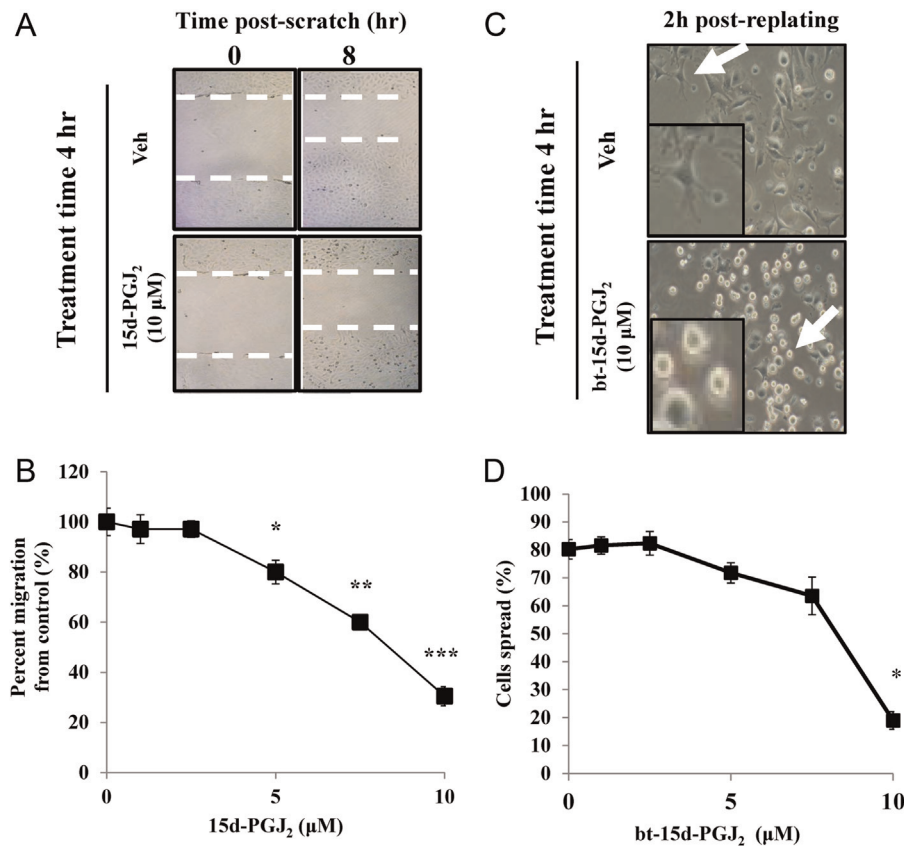 A
Time post-scratch (hr)
0
8
Treatment time 4 hr
Veh
15d-PGJ₂
(10 μM)
C
2h post-replating
Treatment time 4 hr
Veh
bt-15d-PGJ₂
(10 μM)
B
Percent migration
from control (%)
120
100
80
60
40
20
0
*
**
***
0
5
10
15d-PGJ₂ (μM)
D
Cells spread (%)
100
90
80
70
60
50
40
30
20
10
0
*
0
5
10
bt-15d-PGJ₂ (μM)